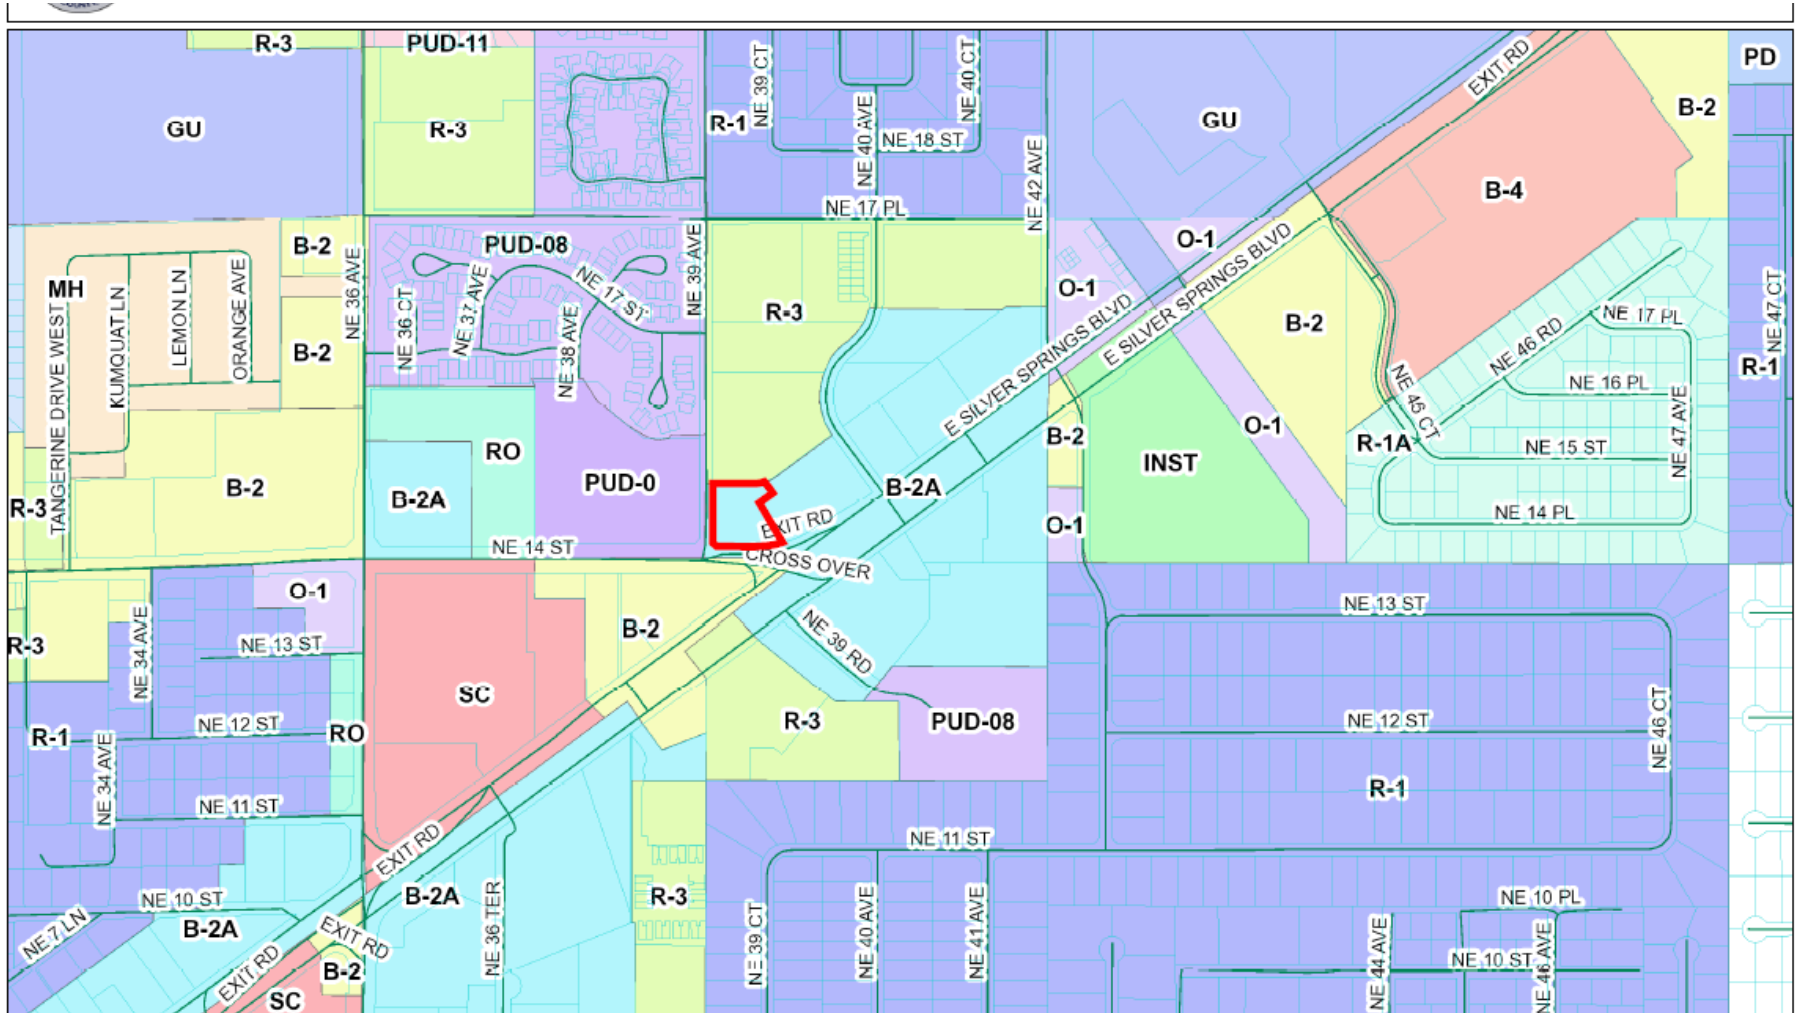 R-3
PUD-11
NE 39 CT
NE 40 CT
EXIT RD
PD
GU
R-3
R-1
NE 40 AVE
NE 18 ST
GU
B-2
NE 42 AVE
B-4
NE 17 PL
B-2
NE 36 AVE
PUD-08
NE 39 AVE
O-1
E SILVER SPRINGS BLVD
MH
TANGERINE DRIVE WEST
KUMQUAT LN
LEMON LN
ORANGE AVE
NE 36 CT
NE 37 AVE
NE 17 ST
NE 38 AVE
R-3
O-1
E SILVER SPRINGS BLVD
B-2
NE 17 PL
NE 47 CT
B-2
NE 46 RD
R-1
NE 16 PL
NE 45 CT
NE 47 AVE
RO
B-2
O-1
R-1A
NE 15 ST
INST
B-2
PUD-0
B-2A
B-2A
R-3
NE 14 PL
EXIT RD
O-1
NE 14 ST
CROSS OVER
O-1
NE 13 ST
R-3
NE 34 AVE
NE 13 ST
B-2
NE 39 RD
SC
R-3
PUD-08
NE 12 ST
NE 46 CT
R-1
NE 12 ST
RO
NE 34 AVE
R-1
NE 11 ST
NE 11 ST
EXIT RD
NE 10 ST
B-2A
R-3
NE 10 PL
NE 7 LN
B-2A
EXIT RD
NE 36 TER
NE 39 CT
NE 40 AVE
NE 41 AVE
NE 44 AVE
NE 10 ST
NE 46 AVE
EXIT RD
B-2
SC